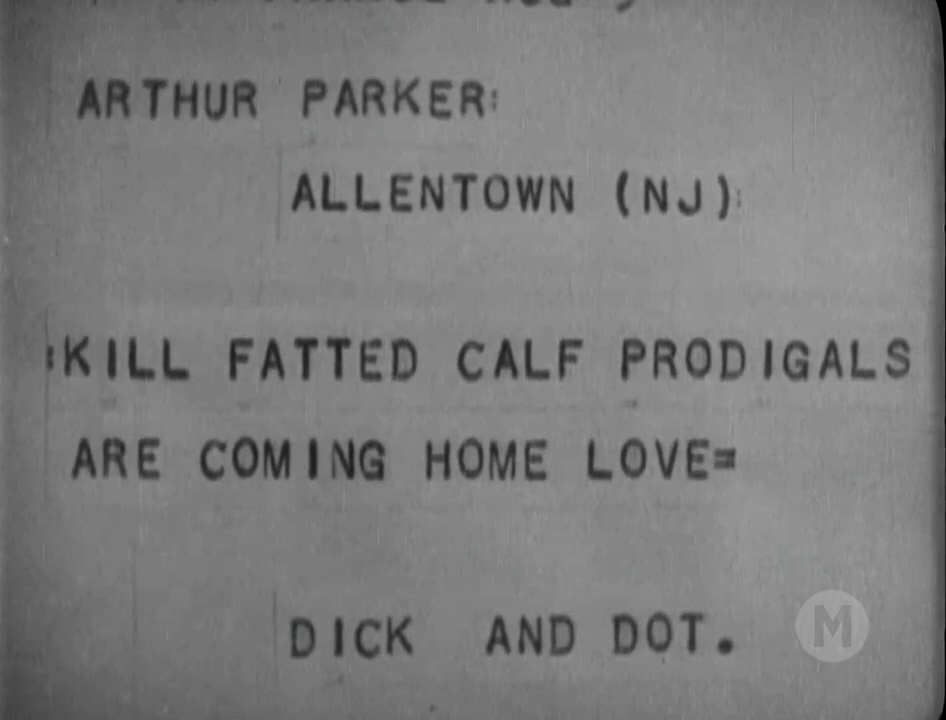 ARTHUR PARKER:
ALLENTOWN (NJ):
:KILL FATTED CALF PRODIGALS
ARE COMING HOME LOVE=
DICK AND DOT.
M